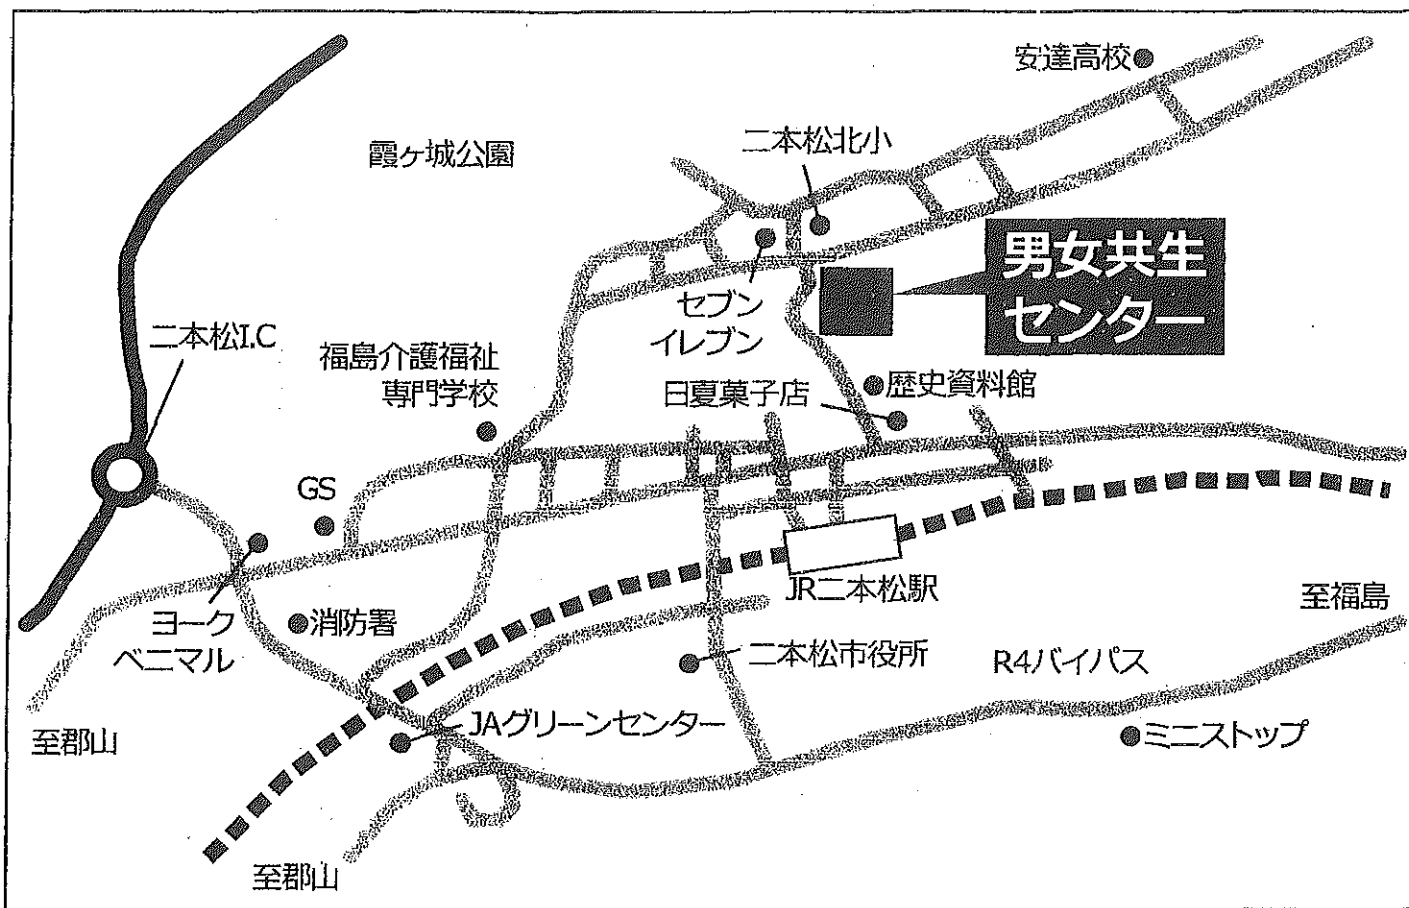 安達高校
二本松北小
霞ヶ城公園
男女共生
センター
セブン
イレブン
二本松I.C
福島介護福祉
専門学校
日夏菓子店
歴史資料館
GS
JR二本松駅
至福島
ヨーク
ベニマル
消防署
二本松市役所
R4バイパス
至郡山
JAグリーンセンター
ミニストップ
至郡山